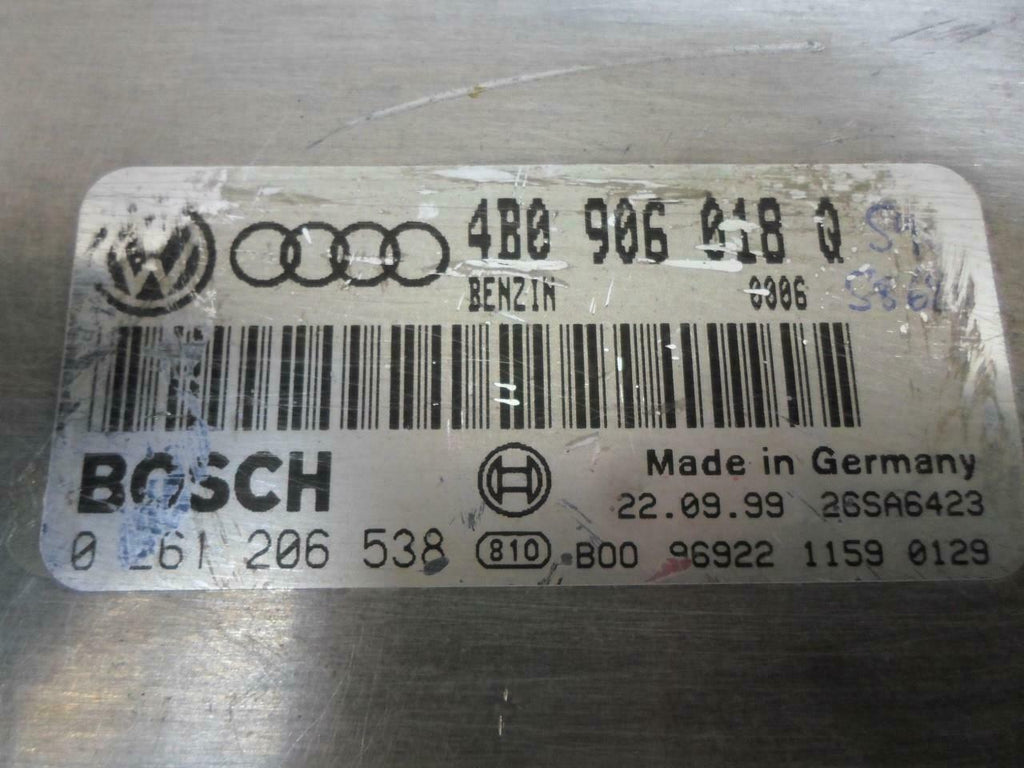 4B0 906 018 Q
BENZIN 0006
BOSCH
Made in Germany
22.09.99 26SA6423
0 261 206 538 810 B00 96922 1159 0129